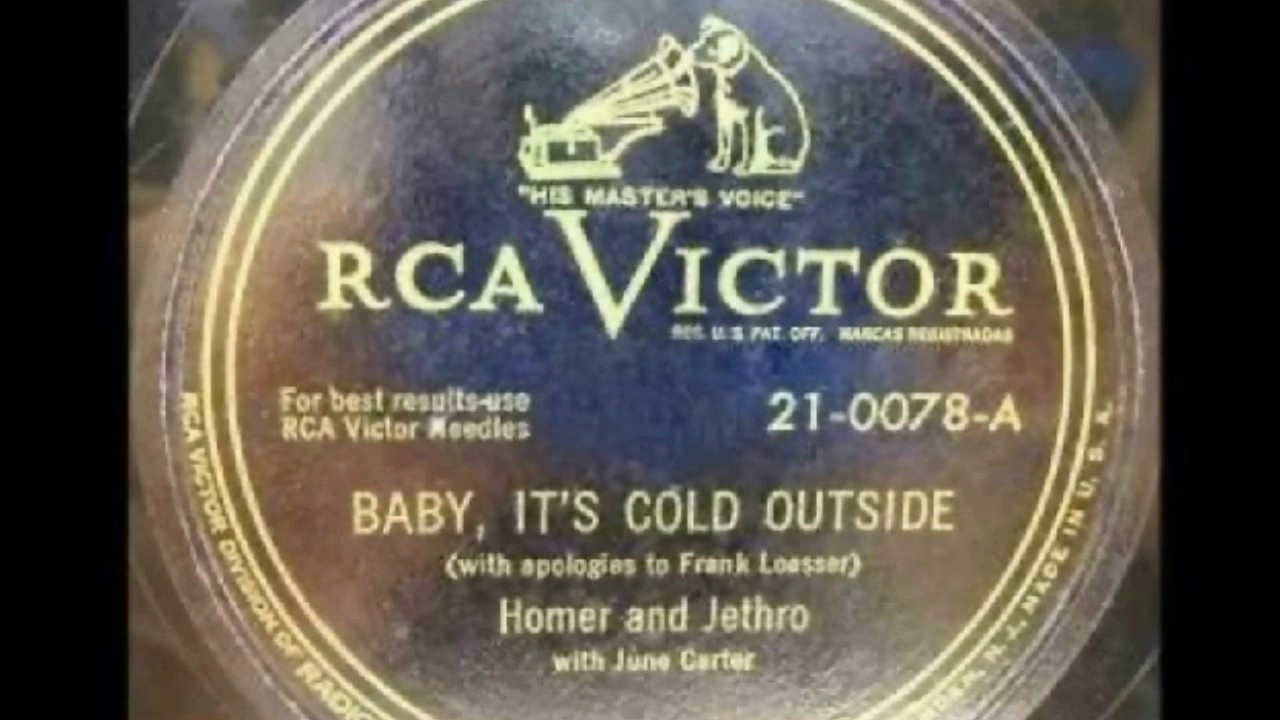 "HIS MASTER'S VOICE"
RCA VICTOR
REG. U.S. PAT. OFF. MARCAS REGISTRADAS
For best results-use
RCA Victor Needles
21-0078-A
BABY, IT'S COLD OUTSIDE
(with apologies to Frank Loesser)
Homer and Jethro
with June Carter
RCA VICTOR DIVISION OF RADIO
N. J. MADE IN U. S. A.